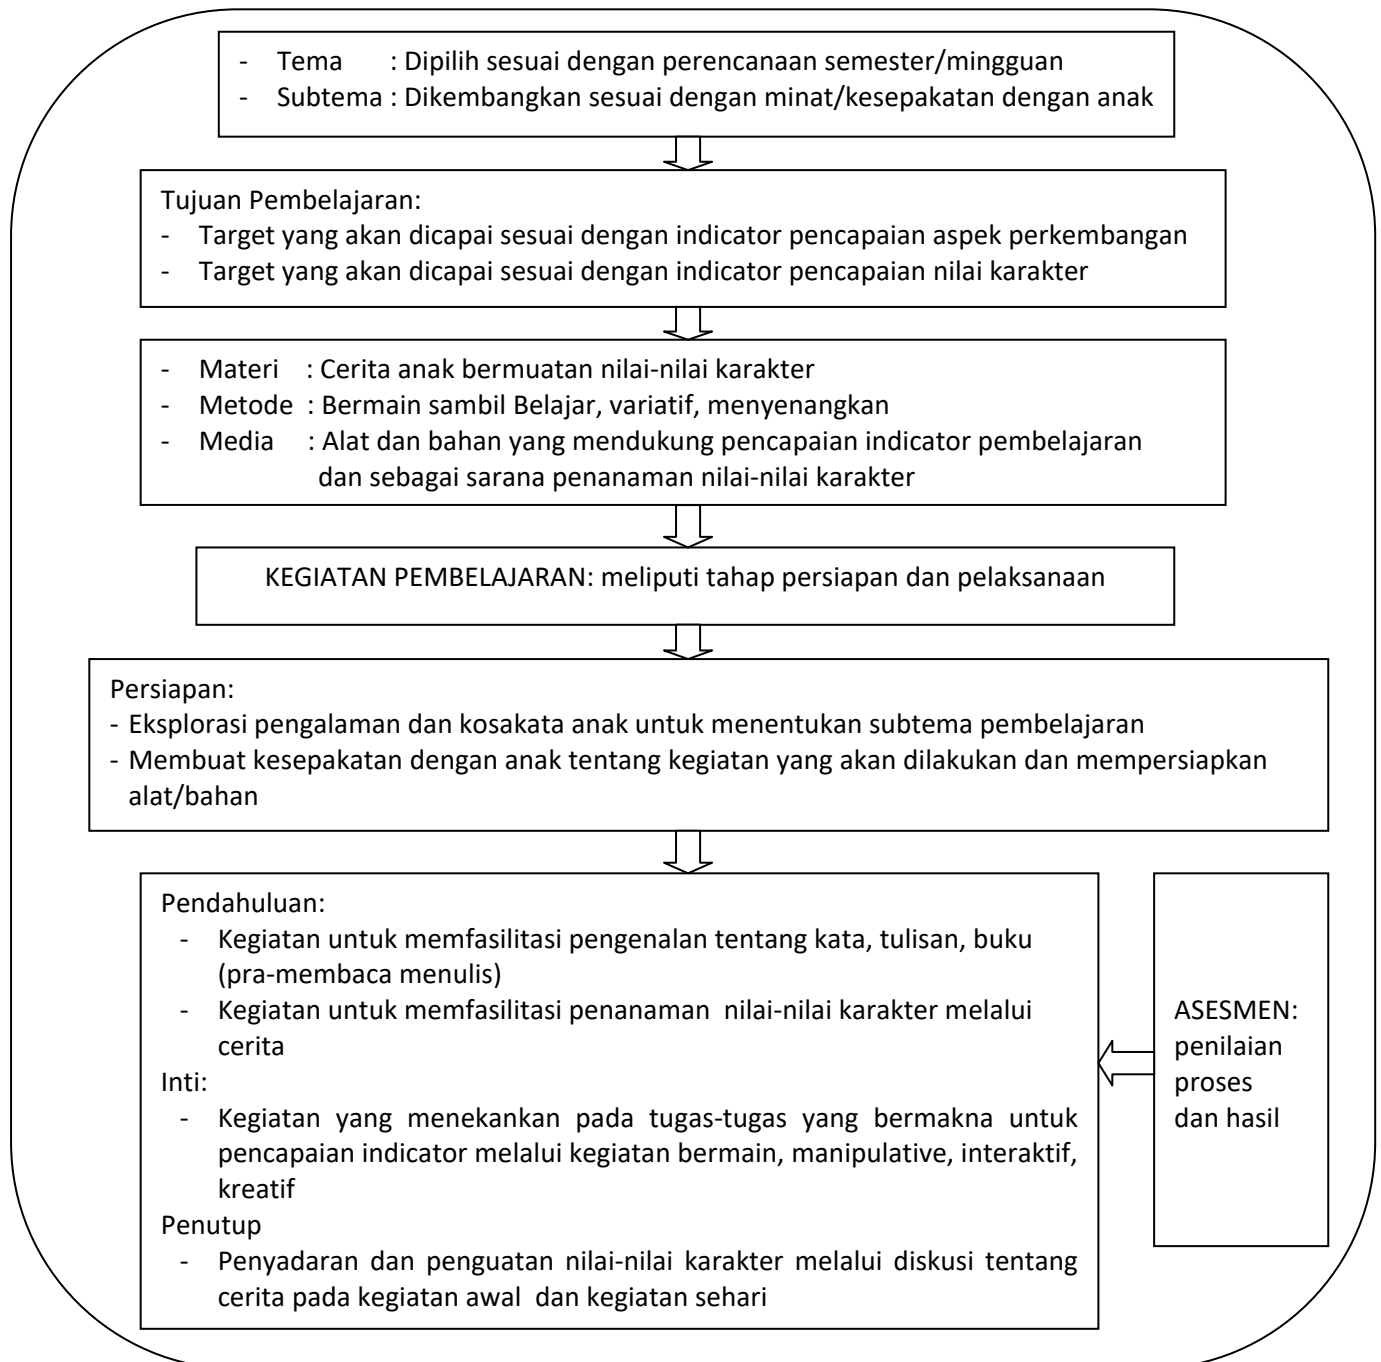 - Tema : Dipilih sesuai dengan perencanaan semester/mingguan
- Subtema : Dikembangkan sesuai dengan minat/kesepakatan dengan anak
Tujuan Pembelajaran:
- Target yang akan dicapai sesuai dengan indicator pencapaian aspek perkembangan
- Target yang akan dicapai sesuai dengan indicator pencapaian nilai karakter
- Materi : Cerita anak bermuatan nilai-nilai karakter
- Metode : Bermain sambil Belajar, variatif, menyenangkan
- Media : Alat dan bahan yang mendukung pencapaian indicator pembelajaran
dan sebagai sarana penanaman nilai-nilai karakter
KEGIATAN PEMBELAJARAN: meliputi tahap persiapan dan pelaksanaan
Persiapan:
- Eksplorasi pengalaman dan kosakata anak untuk menentukan subtema pembelajaran
- Membuat kesepakatan dengan anak tentang kegiatan yang akan dilakukan dan mempersiapkan
alat/bahan
Pendahuluan:
- Kegiatan untuk memfasilitasi pengenalan tentang kata, tulisan, buku
(pra-membaca menulis)
- Kegiatan untuk memfasilitasi penanaman nilai-nilai karakter melalui
cerita
Inti:
- Kegiatan yang menekankan pada tugas-tugas yang bermakna untuk
pencapaian indicator melalui kegiatan bermain, manipulative, interaktif,
kreatif
Penutup
- Penyadaran dan penguatan nilai-nilai karakter melalui diskusi tentang
cerita pada kegiatan awal dan kegiatan sehari
ASESMEN:
penilaian
proses
dan hasil